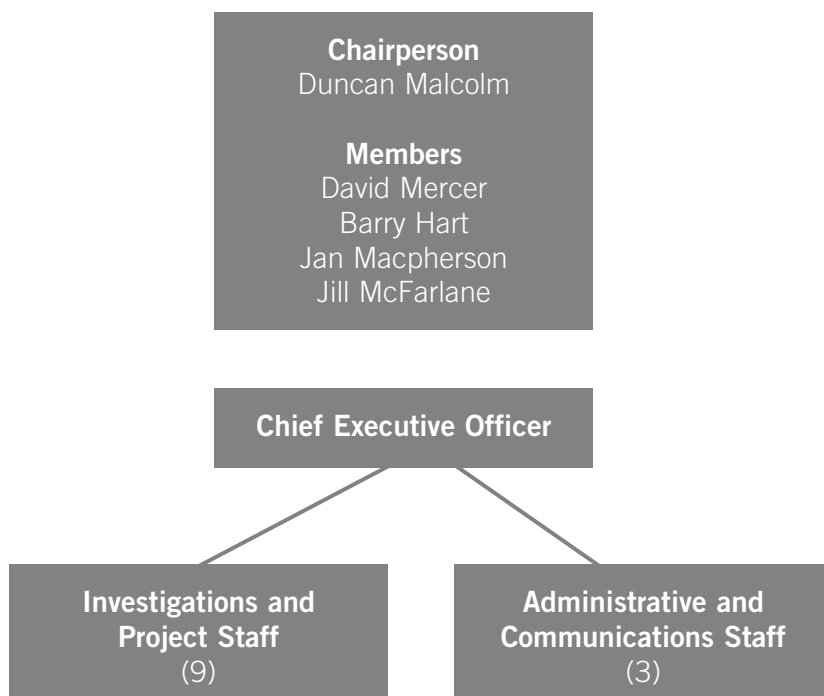 Chairperson
Duncan Malcolm
Members
David Mercer
Barry Hart
Jan Macpherson
Jill McFarlane
Chief Executive Officer
Investigations and
Project Staff
(9)
Administrative and
Communications Staff
(3)